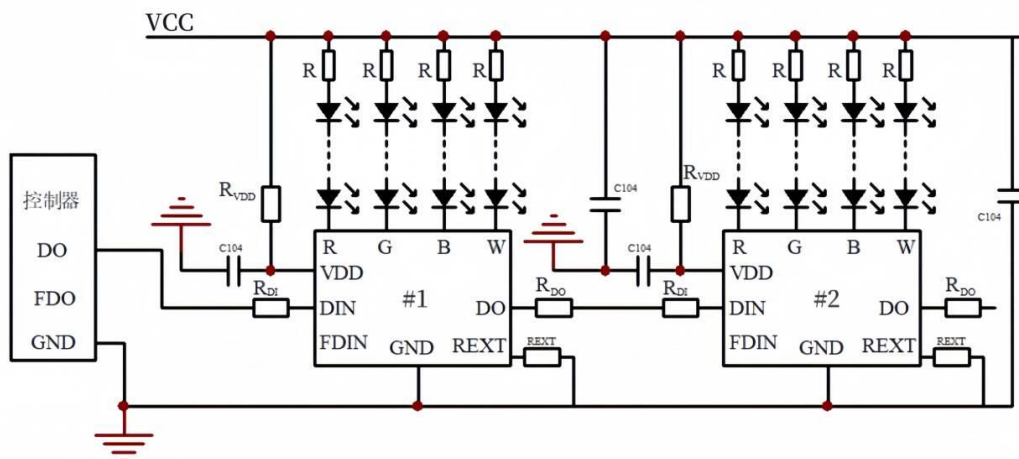 VCC
R R R R R R R R
控制器
DO
FDO
GND
RVDD
C104
RDI
R G B W
VDD
DIN
FDIN
#1
DO
GND
REXT
REXT
RDO
C104
C104
RVDD
RDI
R G B W
VDD
DIN
FDIN
#2
DO
GND
REXT
REXT
RDO
C104